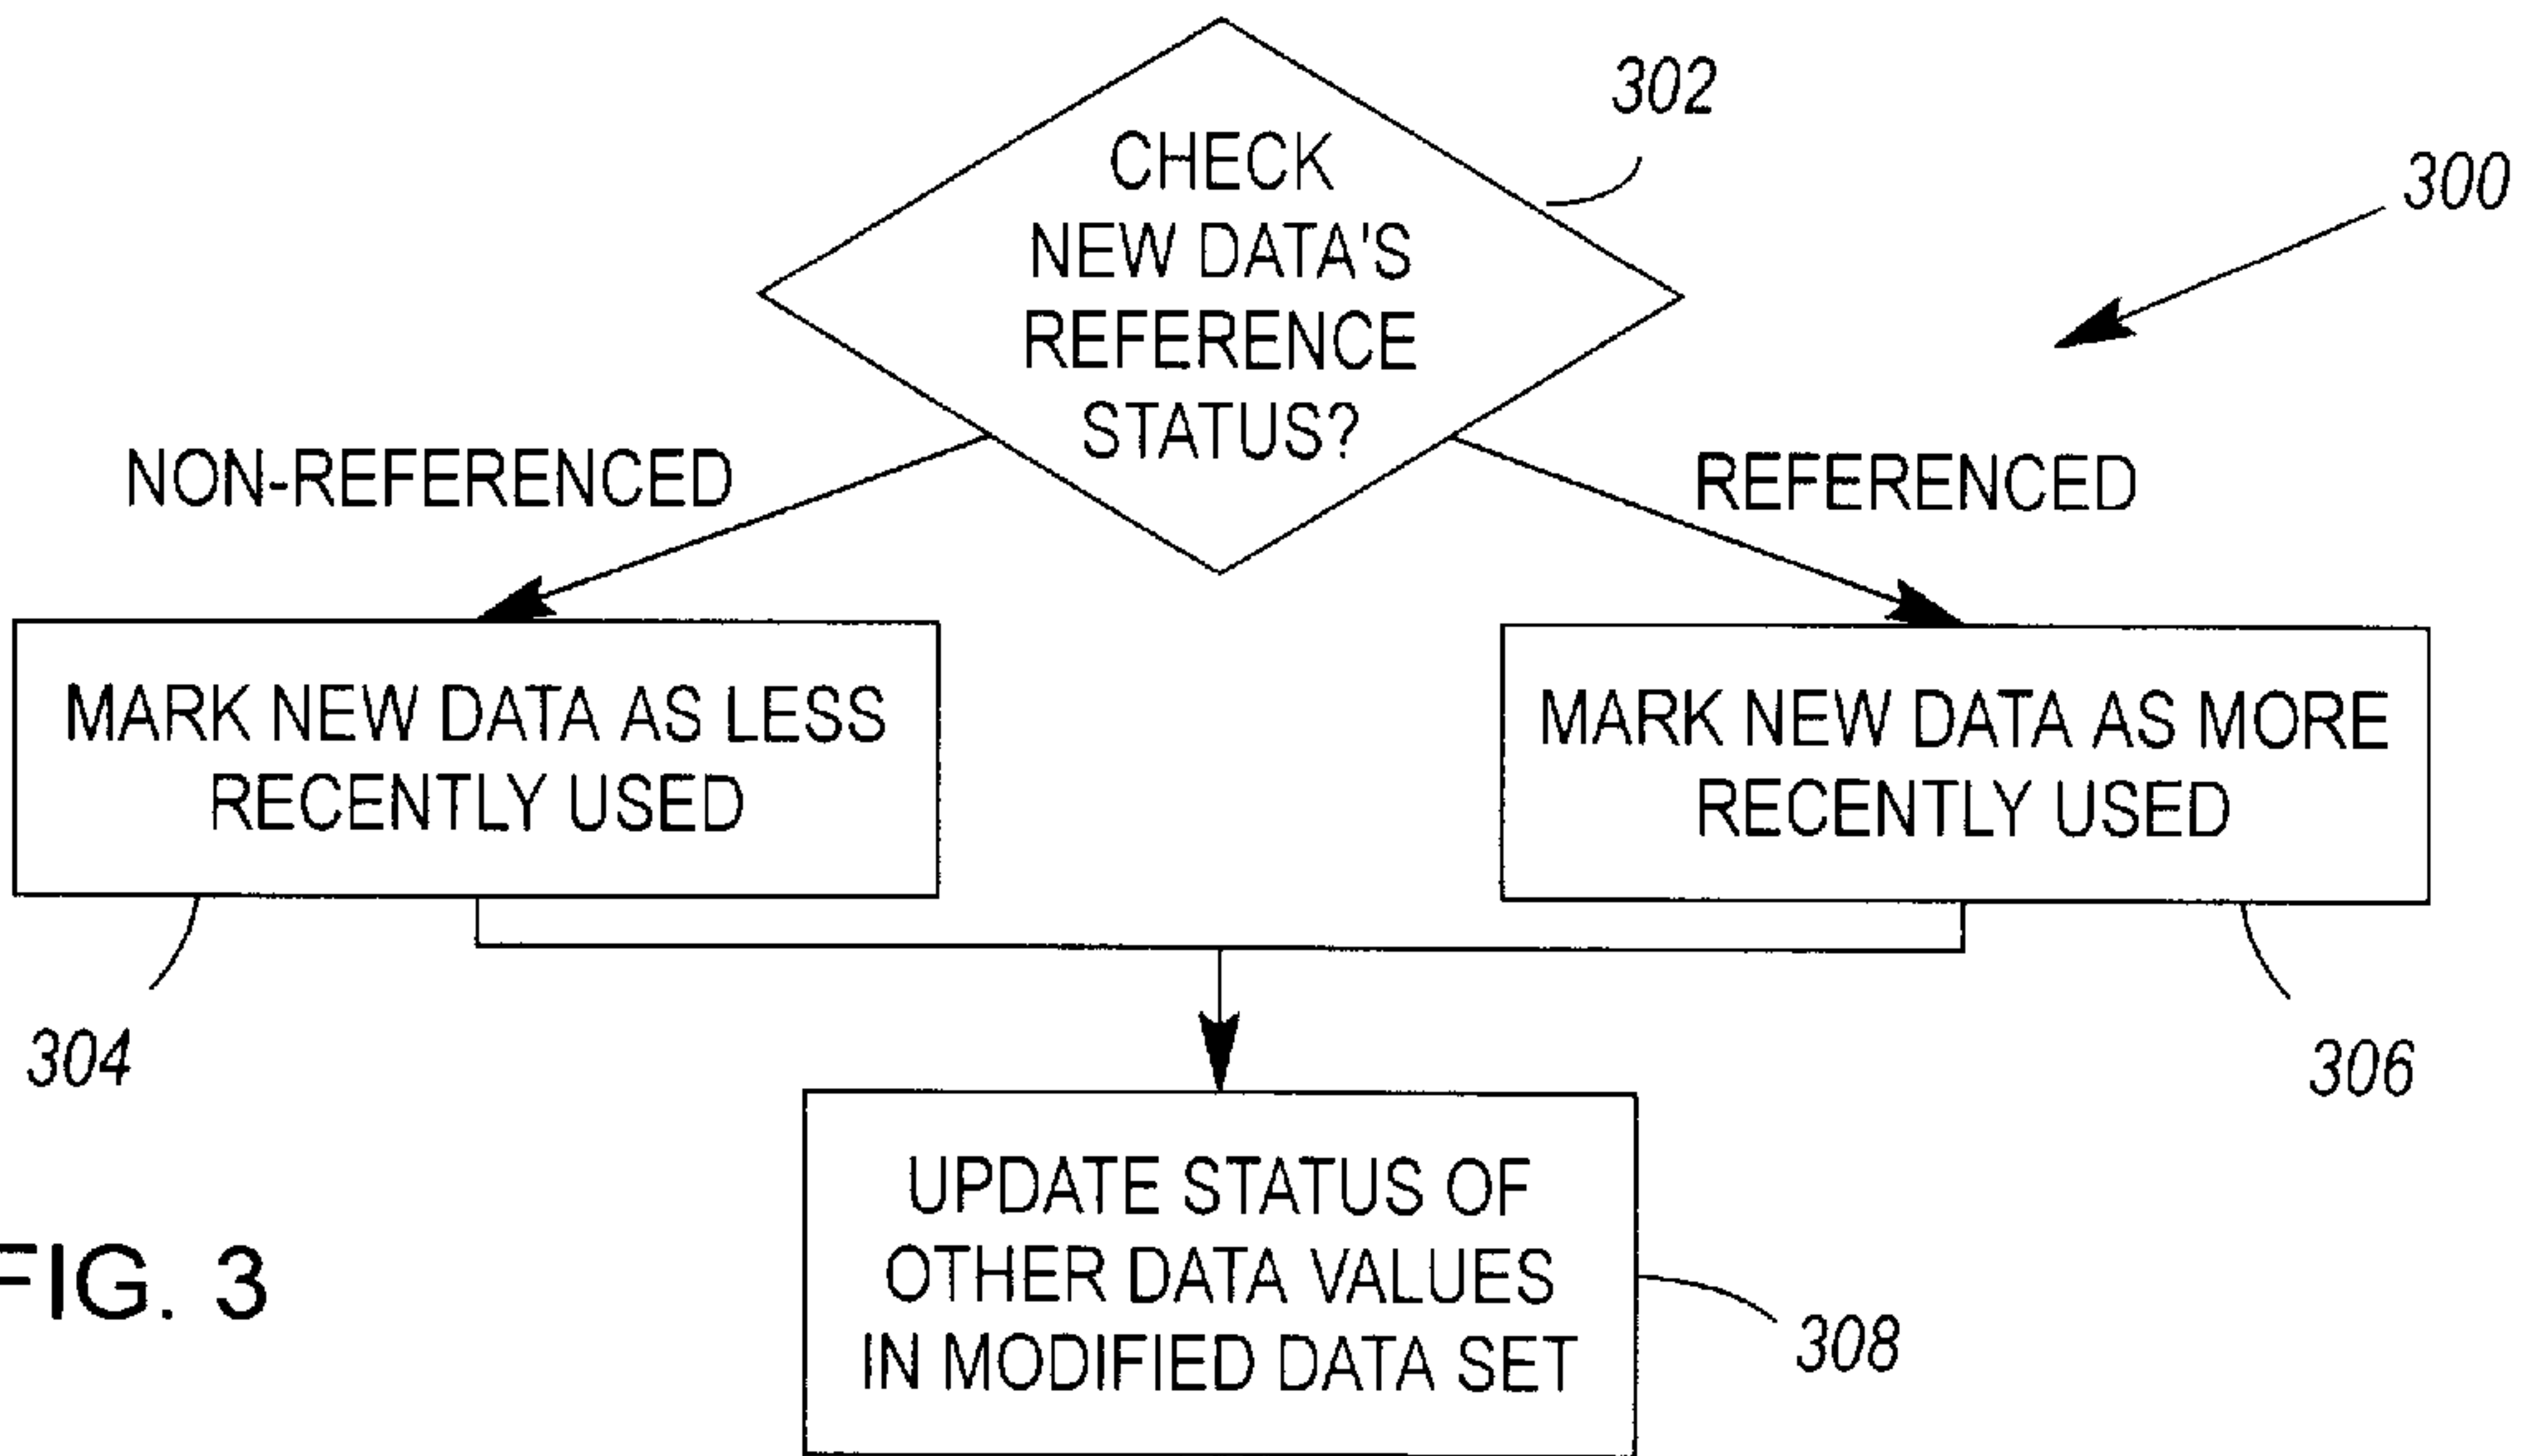 302
CHECK
NEW DATA'S
REFERENCE
STATUS?
300
NON-REFERENCED
REFERENCED
MARK NEW DATA AS LESS
RECENTLY USED
MARK NEW DATA AS MORE
RECENTLY USED
304
306
UPDATE STATUS OF
OTHER DATA VALUES
IN MODIFIED DATA SET
308
FIG. 3